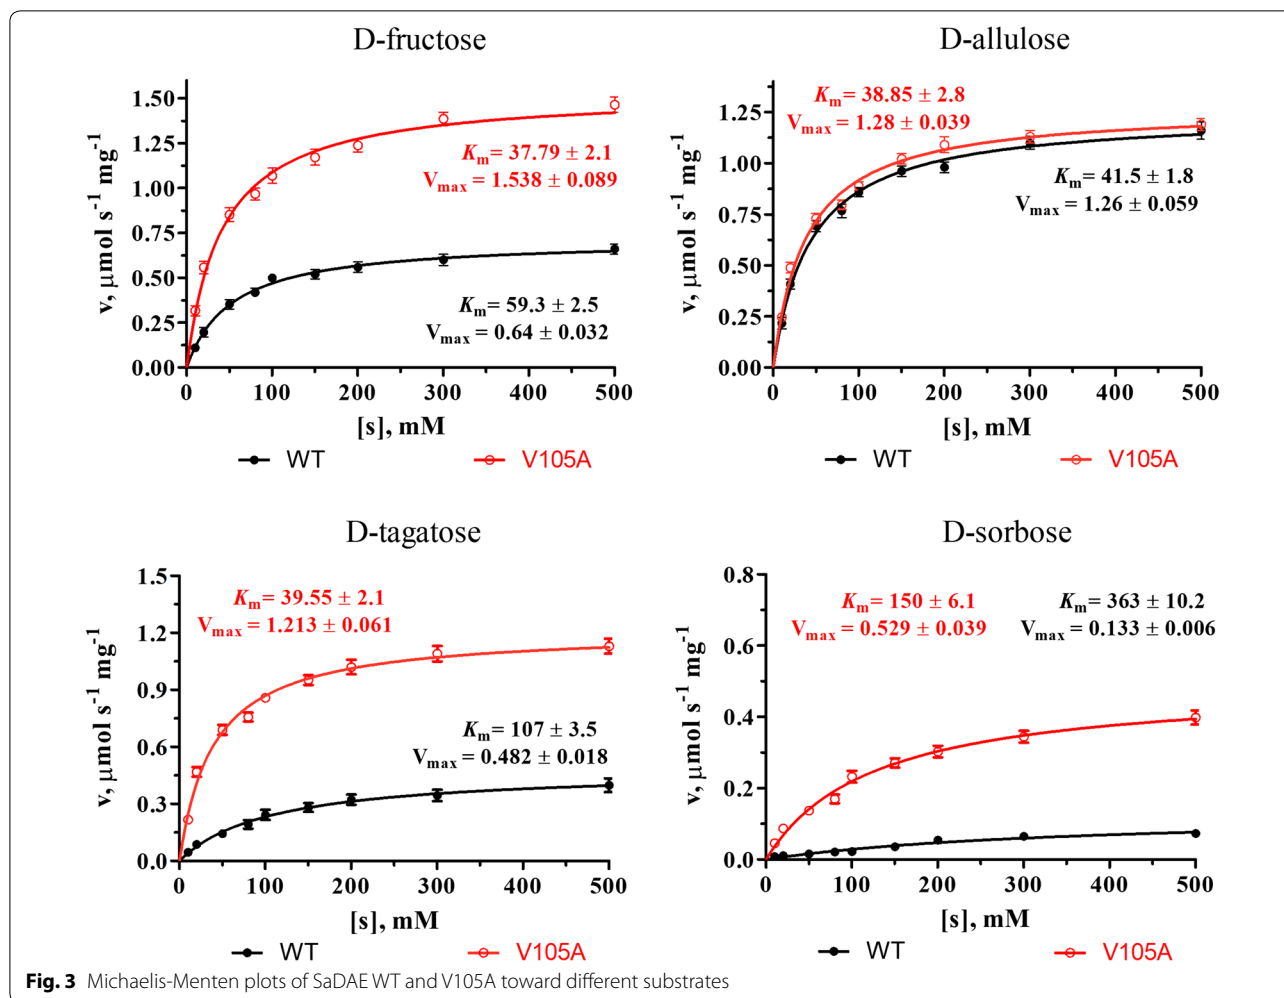 D-fructose
v, µmol s⁻¹ mg⁻¹
1.50
1.25
1.00
0.75
0.50
0.25
0.00
Km = 37.79 ± 2.1
Vmax = 1.538 ± 0.089
Km = 59.3 ± 2.5
Vmax = 0.64 ± 0.032
0 100 200 300 400 500
[s], mM
WT V105A
D-allulose
v, µmol s⁻¹ mg⁻¹
1.25
1.00
0.75
0.50
0.25
0.00
Km = 38.85 ± 2.8
Vmax = 1.28 ± 0.039
Km = 41.5 ± 1.8
Vmax = 1.26 ± 0.059
0 100 200 300 400 500
[s], mM
WT V105A
D-tagatose
v, µmol s⁻¹ mg⁻¹
1.5
1.2
0.9
0.6
0.3
0.0
Km = 39.55 ± 2.1
Vmax = 1.213 ± 0.061
Km = 107 ± 3.5
Vmax = 0.482 ± 0.018
0 100 200 300 400 500
[s], mM
WT V105A
D-sorbose
v, µmol s⁻¹ mg⁻¹
0.8
0.6
0.4
0.2
0.0
Km = 150 ± 6.1
Vmax = 0.529 ± 0.039
Km = 363 ± 10.2
Vmax = 0.133 ± 0.006
0 100 200 300 400 500
[s], mM
WT V105A
Fig. 3 Michaelis-Menten plots of SaDAE WT and V105A toward different substrates